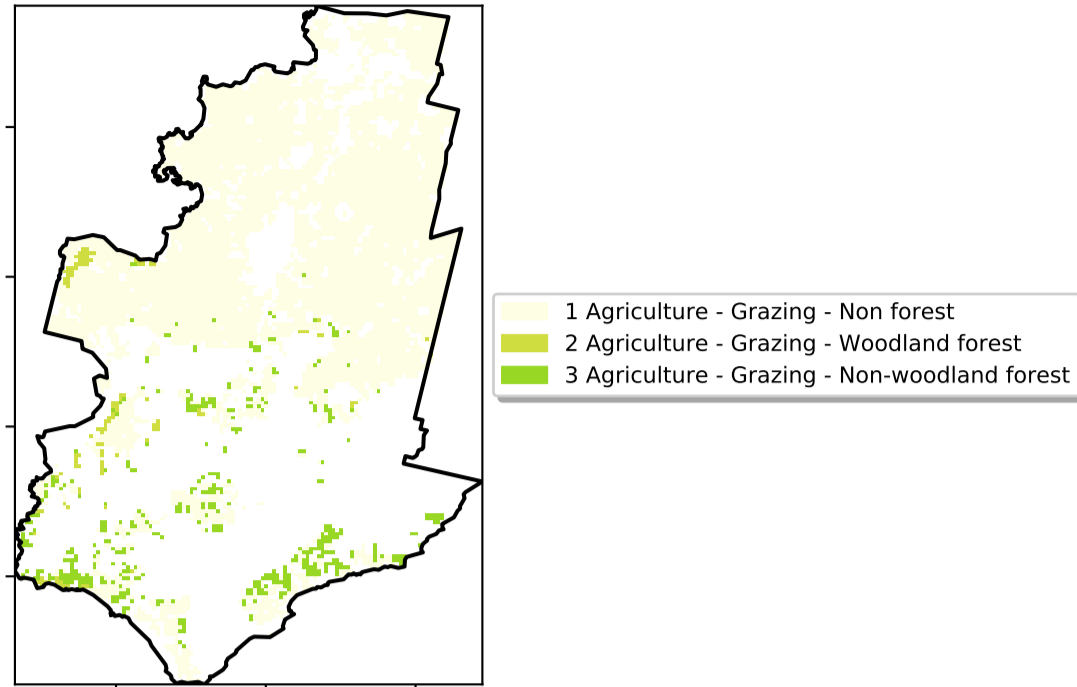 1 Agriculture - Grazing - Non forest
2 Agriculture - Grazing - Woodland forest
3 Agriculture - Grazing - Non-woodland forest